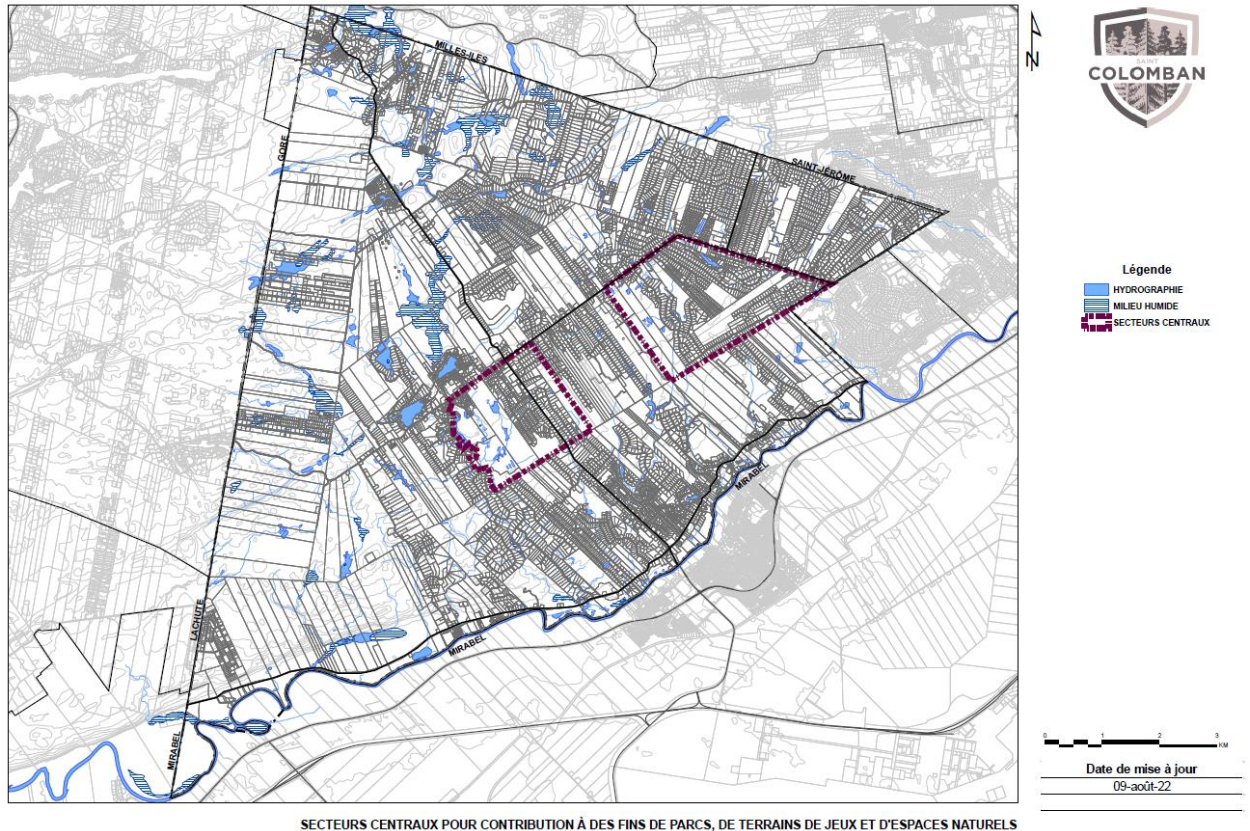 MILLES-ILES
GORE
SAINT-JÉRÔME
MIRABEL
LACHUTE
MIRABEL
MIRABEL
N
SAINT
COLOMBAN
Légende
HYDROGRAPHIE
MILIEU HUMIDE
SECTEURS CENTRAUX
0 1 2 3
KM
Date de mise à jour
09-août-22
SECTEURS CENTRAUX POUR CONTRIBUTION À DES FINS DE PARCS, DE TERRAINS DE JEUX ET D'ESPACES NATURELS